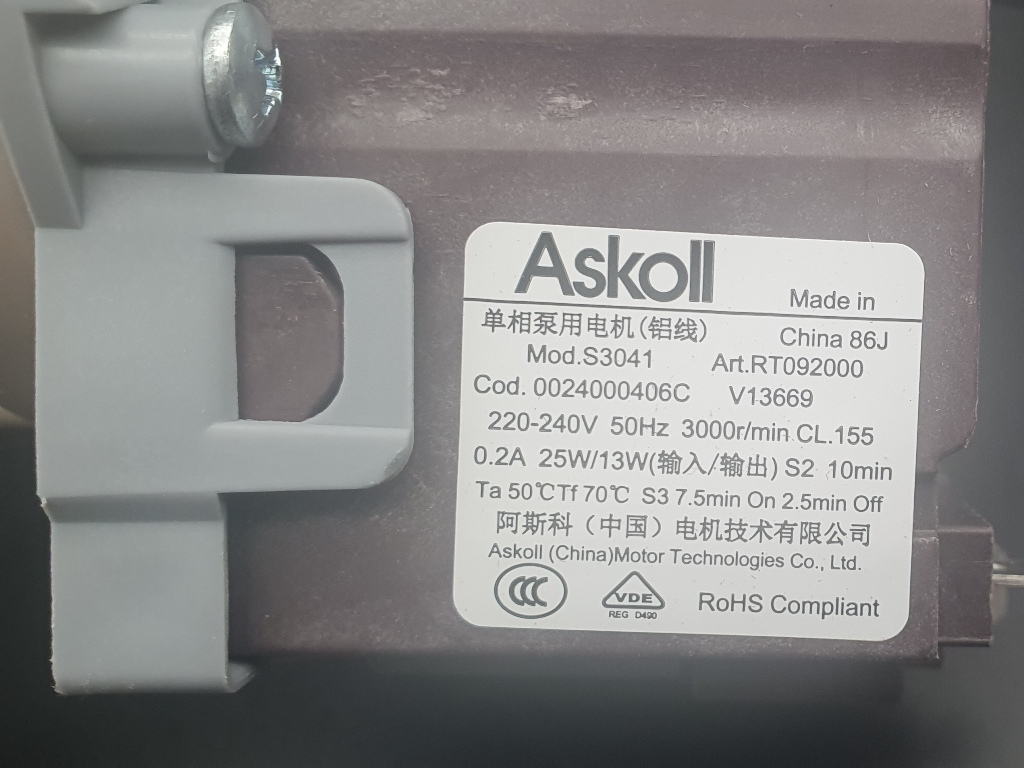 Askoll
Made in
China 86J
单相泵用电机(铝线)
Mod.S3041 Art.RT092000
Cod. 0024000406C V13669
220-240V 50Hz 3000r/min CL.155
0.2A 25W/13W(输入/输出) S2 10min
Ta 50℃Tf 70℃ S3 7.5min On 2.5min Off
阿斯科（中国）电机技术有限公司
Askoll (China)Motor Technologies Co., Ltd.
CCC
VDE
REG D490
RoHS Compliant